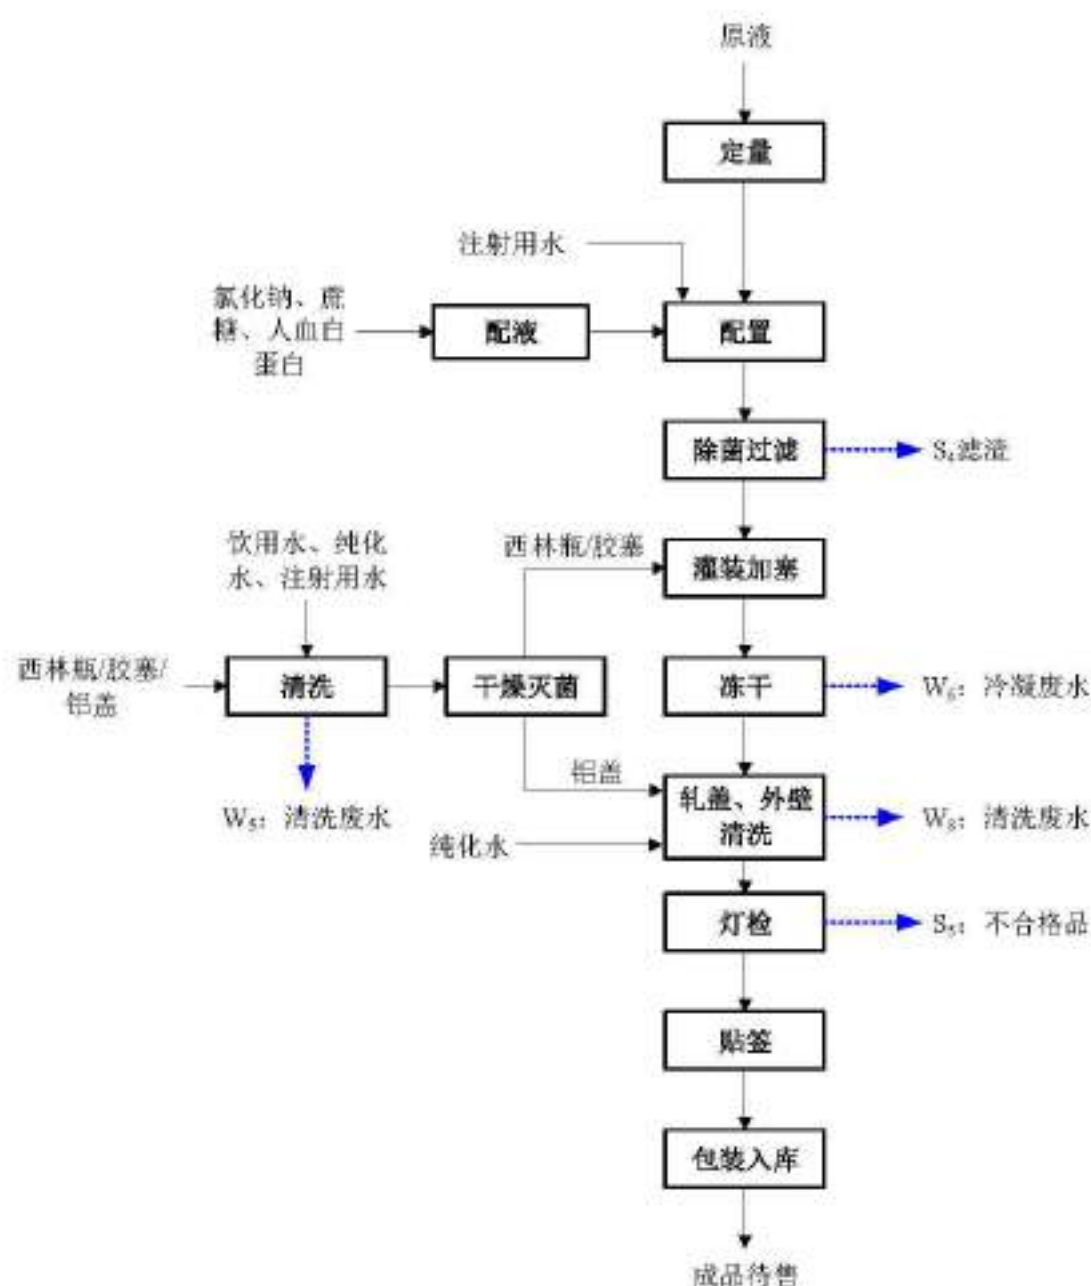 原液
定量
注射用水
氯化钠、蔗
糖、人血白
蛋白
配液
配置
除菌过滤
S₄滤渣
饮用水、纯化
水、注射用水
西林瓶/胶塞
灌装加塞
西林瓶/胶塞/
铝盖
清洗
干燥灭菌
冻干
W₆：冷凝废水
铝盖
轧盖、外壁
清洗
W₈：清洗废水
W₅：清洗废水
纯化水
灯检
S₅：不合格品
贴签
包装入库
成品待售